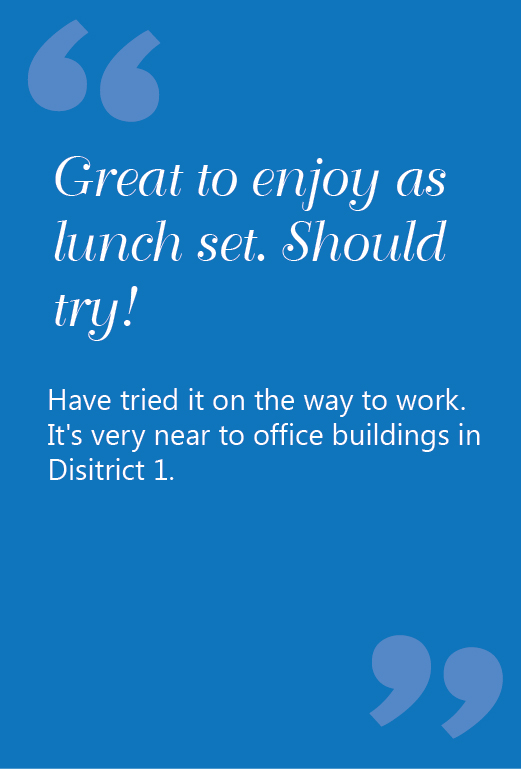 Great to enjoy as
lunch set. Should
try!
Have tried it on the way to work.
It's very near to office buildings in
Disitrict 1.